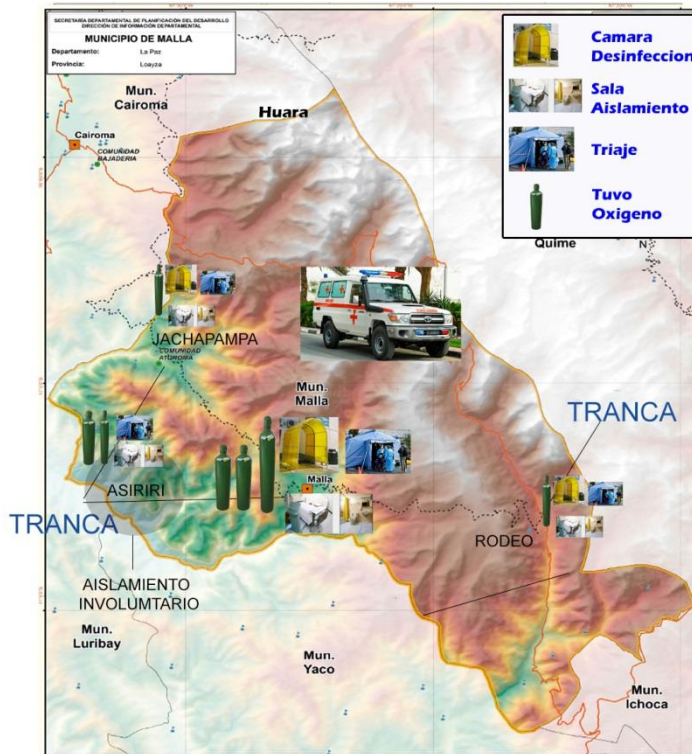 SECRETARÍA DEPARTAMENTAL DE PLANIFICACIÓN DEL DESARROLLO
DIRECCIÓN DE INFORMACIÓN DEPARTAMENTAL
MUNICIPIO DE MALLA
Departamento: La Paz
Provincia: Loayza
Camara
Desinfeccion
Sala
Aislamiento
Triaje
Tuvo
Oxigeno
Mun.
Cairoma
Huara
Cairoma
COMUÑIDAD
BAJADERIA
Quime
N
JACHAPAMPA
COMUNIDAD
Mun.
Malla
TRANCA
Malla
ASIRIRI
TRANCA
RODEO
AISLAMIENTO
INVOLUMTARIO
Mun.
Luribay
Mun.
Yaco
Mun.
Ichoca